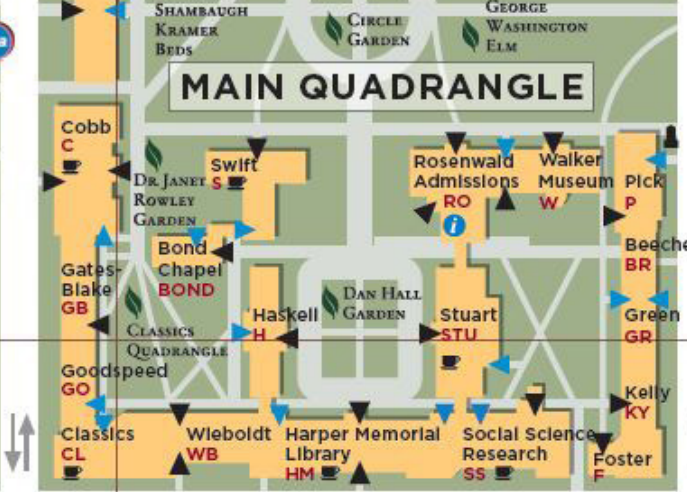 SHAMBAUGH
KRAMER
BEDS
CIRCLE
GARDEN
GEORGE
WASHINGTON
ELM
MAIN QUADRANGLE
Cobb
C
DR. JANET
ROWLEY
GARDEN
Swift
S
Rosenwald
Admissions
RO
i
Walker
Museum
W
Pick
P
Bond
Chapel
BOND
Beeche
BR
Gates-
Blake
GB
CLASSICS
QUADRANGLE
Haskell
H
DAN HALL
GARDEN
Stuart
STU
Green
GR
Goodspeed
GO
Kelly
KY
Classics
CL
Wieboldt
WB
Harper Memorial
Library
HM
Social Science
Research
SS
Foster
F